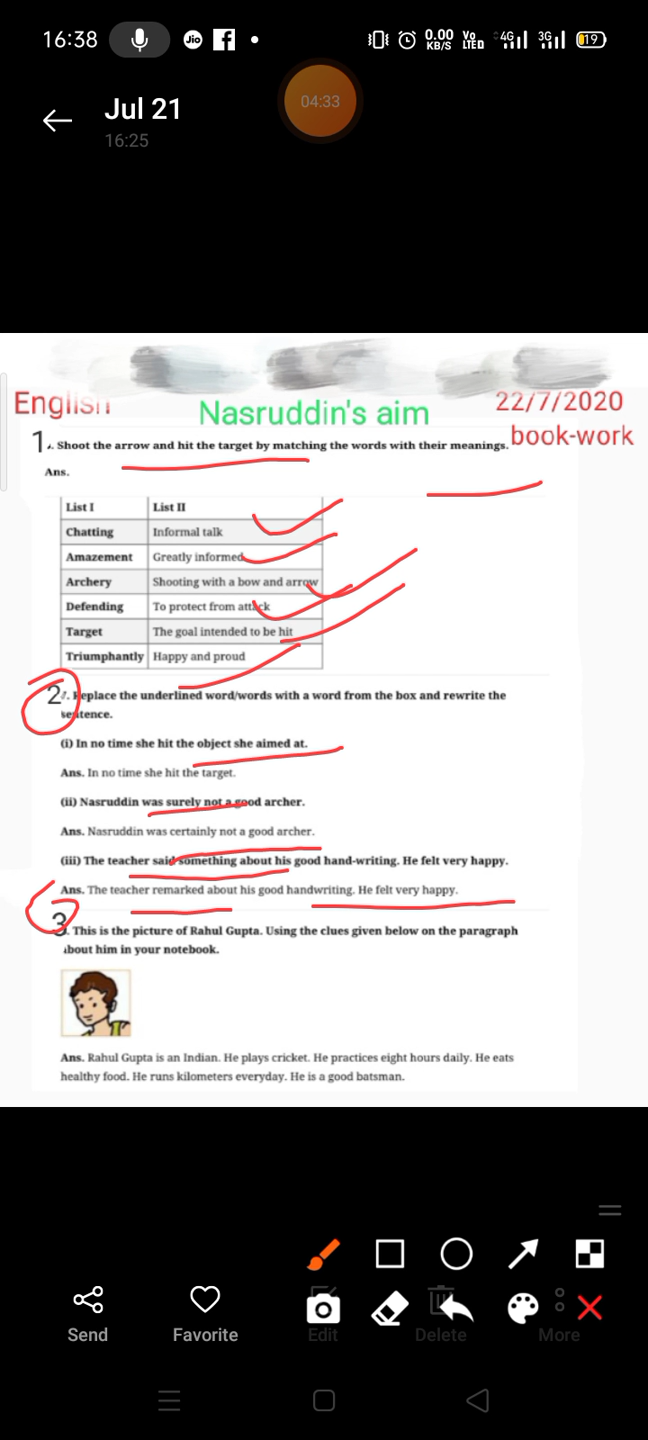 16:38
Jio
0.00 KB/S
Vo LTED
4G
3G
19
Jul 21
16:25
04:33
English
Nasruddin's aim
22/7/2020
book-work
1. Shoot the arrow and hit the target by matching the words with their meanings.
Ans.
List I List II
Chatting Informal talk
Amazement Greatly informed
Archery Shooting with a bow and arrow
Defending To protect from attack
Target The goal intended to be hit
Triumphantly Happy and proud
2. Replace the underlined word/words with a word from the box and rewrite the
sentence.
(i) In no time she hit the object she aimed at.
Ans. In no time she hit the target.
(ii) Nasruddin was surely not a good archer.
Ans. Nasruddin was certainly not a good archer.
(iii) The teacher said something about his good hand-writing. He felt very happy.
Ans. The teacher remarked about his good handwriting. He felt very happy.
3. This is the picture of Rahul Gupta. Using the clues given below on the paragraph
about him in your notebook.
Ans. Rahul Gupta is an Indian. He plays cricket. He practices eight hours daily. He eats
healthy food. He runs kilometers everyday. He is a good batsman.
Send Favorite Edit Delete More